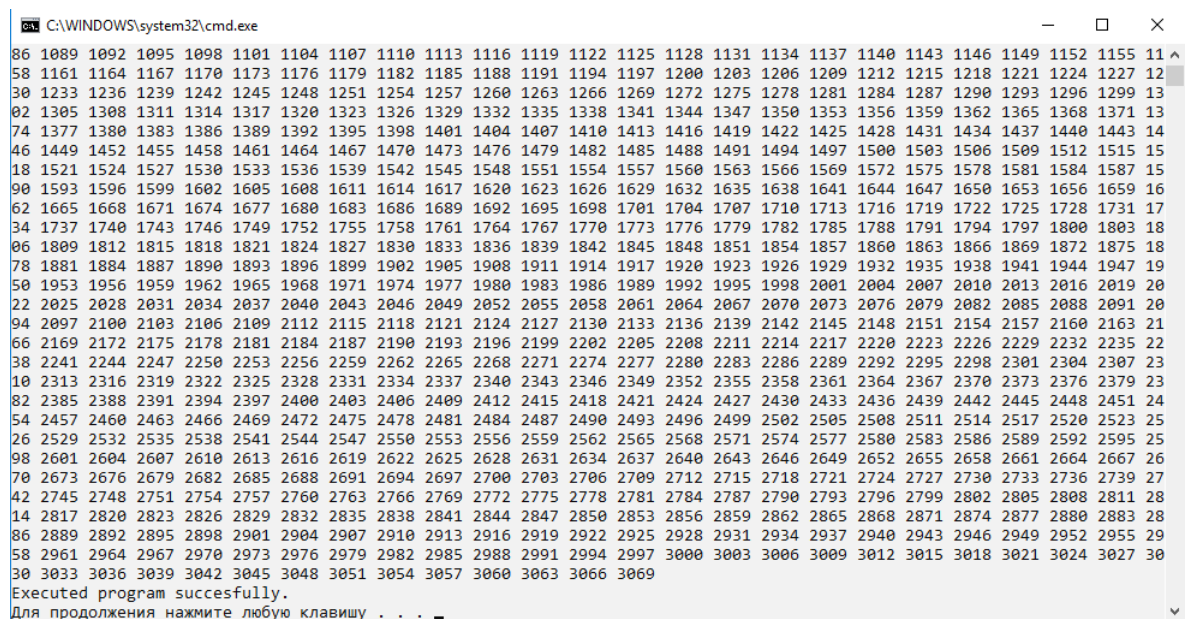 C:\WINDOWS\system32\cmd.exe
86 1089 1092 1095 1098 1101 1104 1107 1110 1113 1116 1119 1122 1125 1128 1131 1134 1137 1140 1143 1146 1149 1152 1155 11
58 1161 1164 1167 1170 1173 1176 1179 1182 1185 1188 1191 1194 1197 1200 1203 1206 1209 1212 1215 1218 1221 1224 1227 12
30 1233 1236 1239 1242 1245 1248 1251 1254 1257 1260 1263 1266 1269 1272 1275 1278 1281 1284 1287 1290 1293 1296 1299 13
02 1305 1308 1311 1314 1317 1320 1323 1326 1329 1332 1335 1338 1341 1344 1347 1350 1353 1356 1359 1362 1365 1368 1371 13
74 1377 1380 1383 1386 1389 1392 1395 1398 1401 1404 1407 1410 1413 1416 1419 1422 1425 1428 1431 1434 1437 1440 1443 14
46 1449 1452 1455 1458 1461 1464 1467 1470 1473 1476 1479 1482 1485 1488 1491 1494 1497 1500 1503 1506 1509 1512 1515 15
18 1521 1524 1527 1530 1533 1536 1539 1542 1545 1548 1551 1554 1557 1560 1563 1566 1569 1572 1575 1578 1581 1584 1587 15
90 1593 1596 1599 1602 1605 1608 1611 1614 1617 1620 1623 1626 1629 1632 1635 1638 1641 1644 1647 1650 1653 1656 1659 16
62 1665 1668 1671 1674 1677 1680 1683 1686 1689 1692 1695 1698 1701 1704 1707 1710 1713 1716 1719 1722 1725 1728 1731 17
34 1737 1740 1743 1746 1749 1752 1755 1758 1761 1764 1767 1770 1773 1776 1779 1782 1785 1788 1791 1794 1797 1800 1803 18
06 1809 1812 1815 1818 1821 1824 1827 1830 1833 1836 1839 1842 1845 1848 1851 1854 1857 1860 1863 1866 1869 1872 1875 18
78 1881 1884 1887 1890 1893 1896 1899 1902 1905 1908 1911 1914 1917 1920 1923 1926 1929 1932 1935 1938 1941 1944 1947 19
50 1953 1956 1959 1962 1965 1968 1971 1974 1977 1980 1983 1986 1989 1992 1995 1998 2001 2004 2007 2010 2013 2016 2019 20
22 2025 2028 2031 2034 2037 2040 2043 2046 2049 2052 2055 2058 2061 2064 2067 2070 2073 2076 2079 2082 2085 2088 2091 20
94 2097 2100 2103 2106 2109 2112 2115 2118 2121 2124 2127 2130 2133 2136 2139 2142 2145 2148 2151 2154 2157 2160 2163 21
66 2169 2172 2175 2178 2181 2184 2187 2190 2193 2196 2199 2202 2205 2208 2211 2214 2217 2220 2223 2226 2229 2232 2235 22
38 2241 2244 2247 2250 2253 2256 2259 2262 2265 2268 2271 2274 2277 2280 2283 2286 2289 2292 2295 2298 2301 2304 2307 23
10 2313 2316 2319 2322 2325 2328 2331 2334 2337 2340 2343 2346 2349 2352 2355 2358 2361 2364 2367 2370 2373 2376 2379 23
82 2385 2388 2391 2394 2397 2400 2403 2406 2409 2412 2415 2418 2421 2424 2427 2430 2433 2436 2439 2442 2445 2448 2451 24
54 2457 2460 2463 2466 2469 2472 2475 2478 2481 2484 2487 2490 2493 2496 2499 2502 2505 2508 2511 2514 2517 2520 2523 25
26 2529 2532 2535 2538 2541 2544 2547 2550 2553 2556 2559 2562 2565 2568 2571 2574 2577 2580 2583 2586 2589 2592 2595 25
98 2601 2604 2607 2610 2613 2616 2619 2622 2625 2628 2631 2634 2637 2640 2643 2646 2649 2652 2655 2658 2661 2664 2667 26
70 2673 2676 2679 2682 2685 2688 2691 2694 2697 2700 2703 2706 2709 2712 2715 2718 2721 2724 2727 2730 2733 2736 2739 27
42 2745 2748 2751 2754 2757 2760 2763 2766 2769 2772 2775 2778 2781 2784 2787 2790 2793 2796 2799 2802 2805 2808 2811 28
14 2817 2820 2823 2826 2829 2832 2835 2838 2841 2844 2847 2850 2853 2856 2859 2862 2865 2868 2871 2874 2877 2880 2883 28
86 2889 2892 2895 2898 2901 2904 2907 2910 2913 2916 2919 2922 2925 2928 2931 2934 2937 2940 2943 2946 2949 2952 2955 29
58 2961 2964 2967 2970 2973 2976 2979 2982 2985 2988 2991 2994 2997 3000 3003 3006 3009 3012 3015 3018 3021 3024 3027 30
30 3033 3036 3039 3042 3045 3048 3051 3054 3057 3060 3063 3066 3069
Executed program succesfully.
Для продолжения нажмите любую клавишу . . .